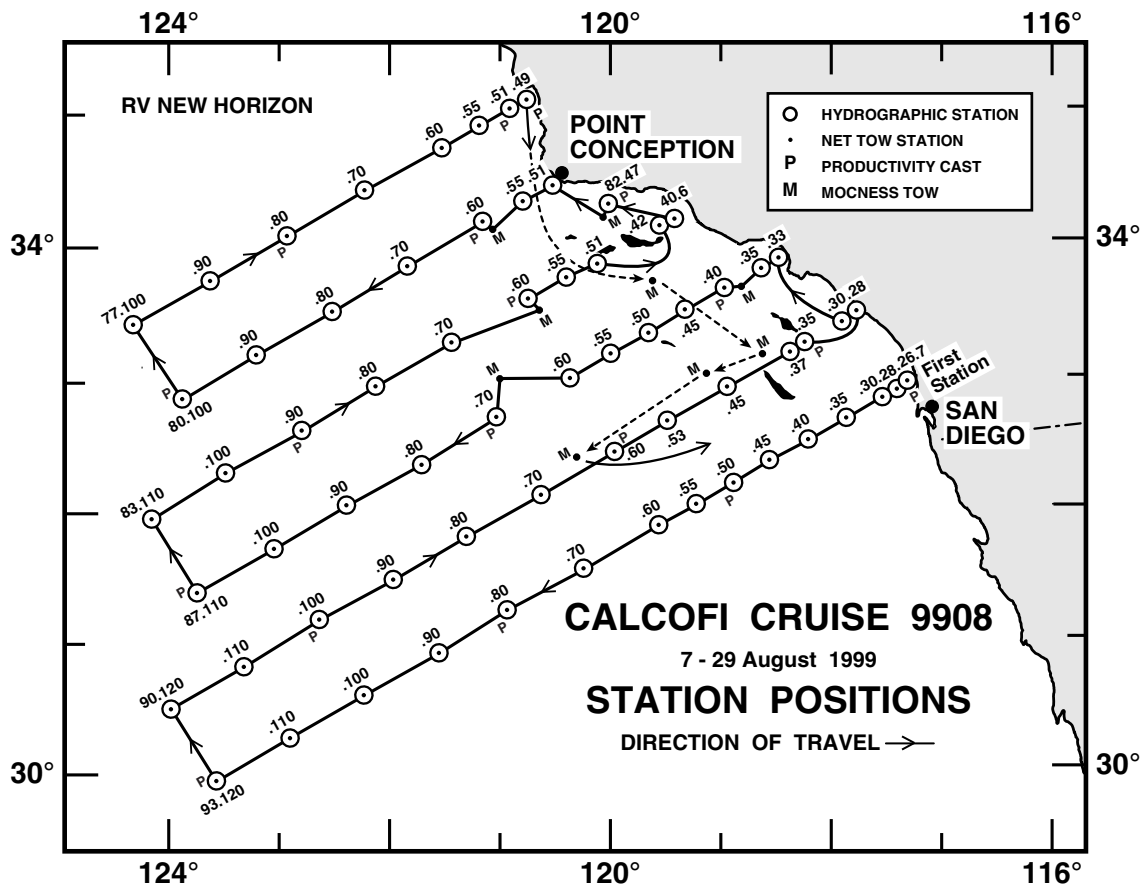 124° 120° 116°
RV NEW HORIZON
HYDROGRAPHIC STATION
NET TOW STATION
P PRODUCTIVITY CAST
M MOCNESS TOW
POINT
CONCEPTION
34° 34°
77.100 .90 .80 P .70 .60 .55 .51 P .49 P
80.100 P .90 .80 .70 .60 P M .55 .51 M 82.47 P 40.6
83.110 .100 .90 P .80 .70 .60 P M .55 .51 .42
87.110 P .100 .90 .80 .70 P M .60 .55 .50 .45 .40 P M .35 .33
M
M
M
M
90.120 .110 .100 P .90 .80 .70 .60 P .53 .45 .37 .35 P .30 .28
93.120 P .110 .100 .90 .80 P .70 .60 .55 .50 P .45 .40 .35 .30 .28 .26.7 P
First
Station
SAN
DIEGO
CALCOFI CRUISE 9908
7 - 29 August 1999
STATION POSITIONS
DIRECTION OF TRAVEL
30° 30°
124° 120° 116°